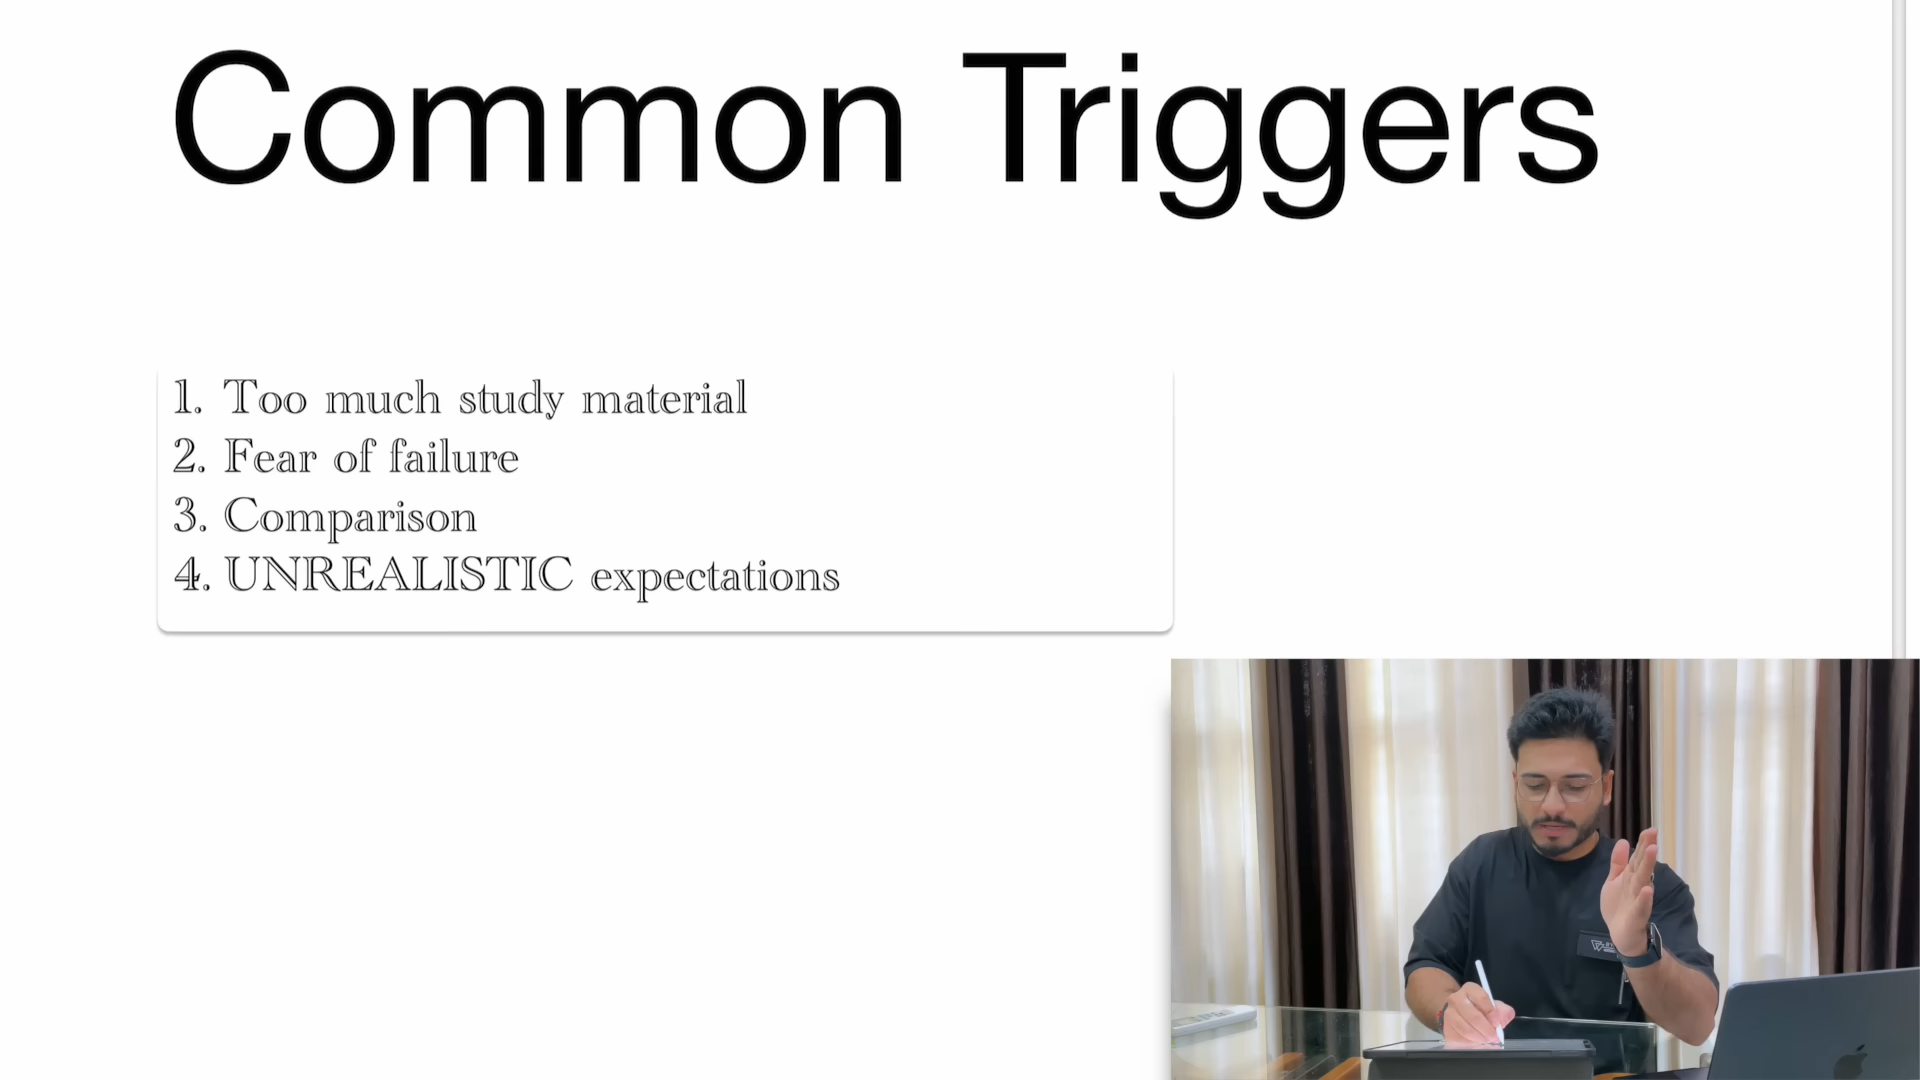 Common Triggers
1. Too much study material
2. Fear of failure
3. Comparison
4. UNREALISTIC expectations